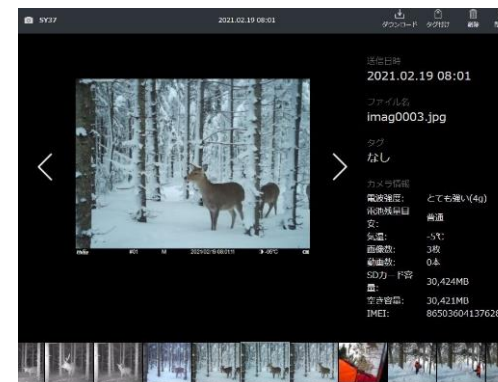 SY37
2021.02.19 08:01
ダウンロード
タグ付け
削除
送信日時
2021.02.19 08:01
ファイル名
imag0003.jpg
タグ
なし
カメラ情報
電波強度: とても強い(4g)
電池残量目安: 普通
気温: -5℃
画像数: 3枚
動画数: 0本
SDカード容量: 30,424MB
空き容量: 30,421MB
IMEI: 86503604137628